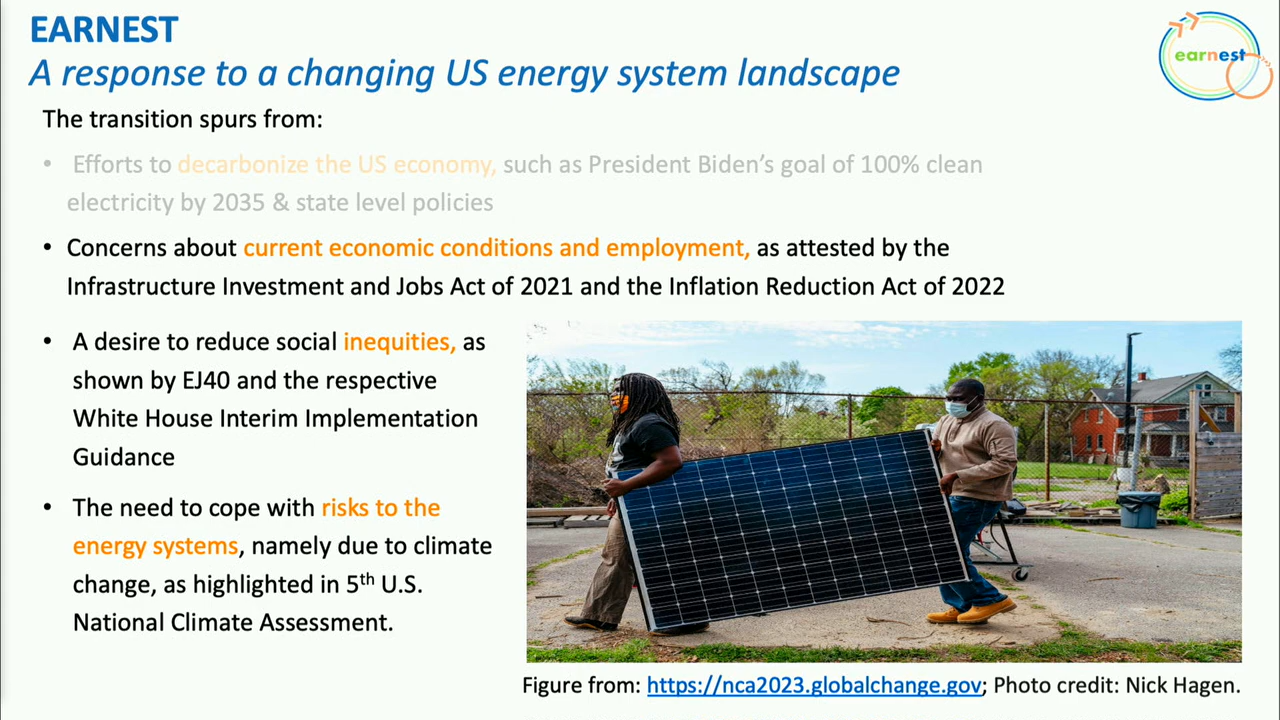 EARNEST
A response to a changing US energy system landscape
earnest
The transition spurs from:
• Efforts to decarbonize the US economy, such as President Biden’s goal of 100% clean
electricity by 2035 & state level policies
• Concerns about current economic conditions and employment, as attested by the
Infrastructure Investment and Jobs Act of 2021 and the Inflation Reduction Act of 2022
• A desire to reduce social inequities, as
shown by EJ40 and the respective
White House Interim Implementation
Guidance
• The need to cope with risks to the
energy systems, namely due to climate
change, as highlighted in 5th U.S.
National Climate Assessment.
Figure from: https://nca2023.globalchange.gov; Photo credit: Nick Hagen.